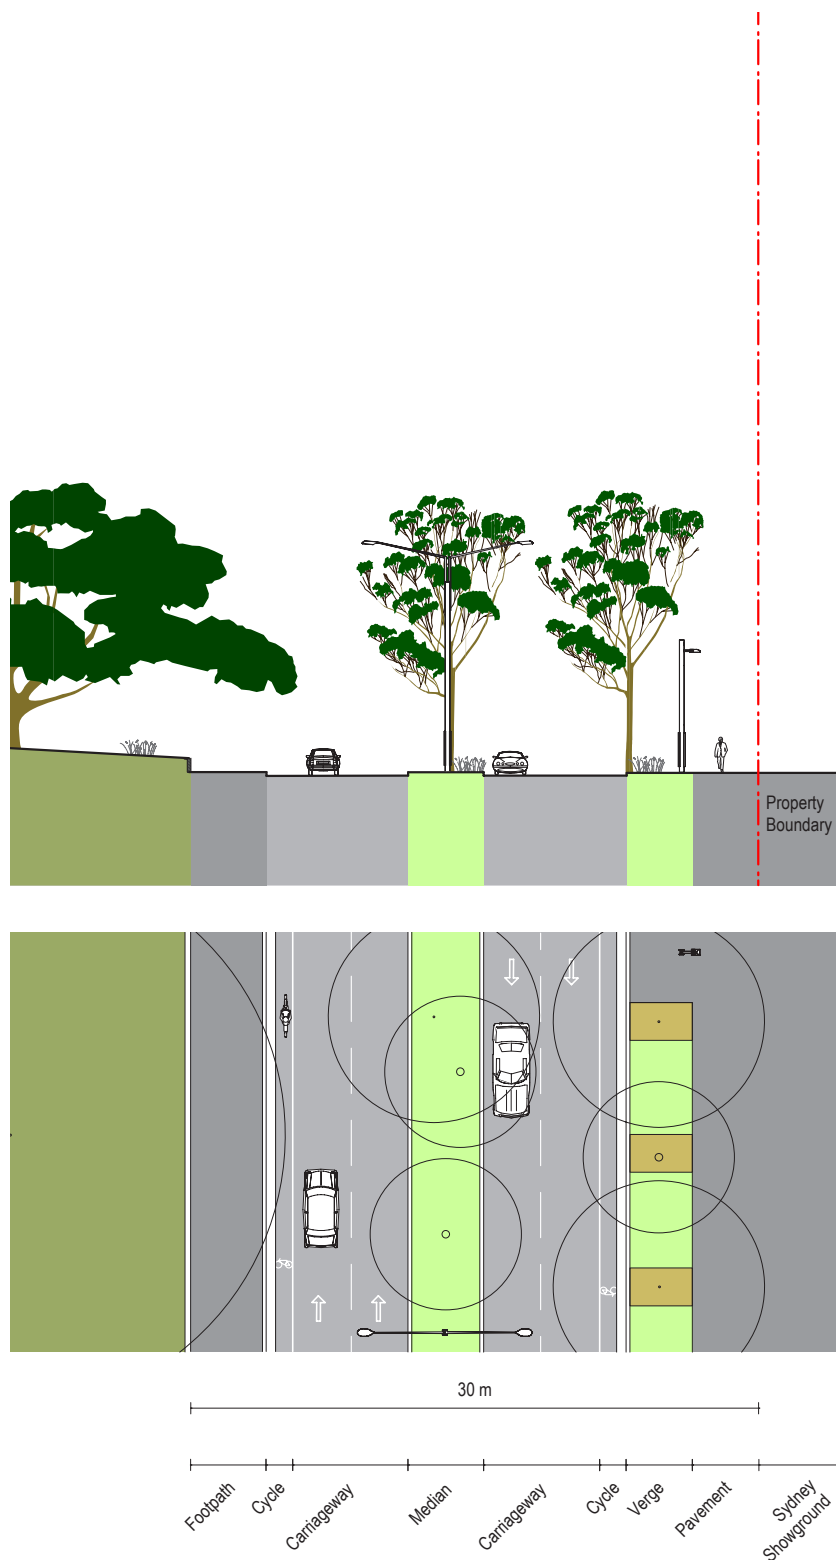 Property
Boundary
30 m
Footpath
Cycle
Carriageway
Median
Carriageway
Cycle
Verge
Pavement
Sydney
Showground